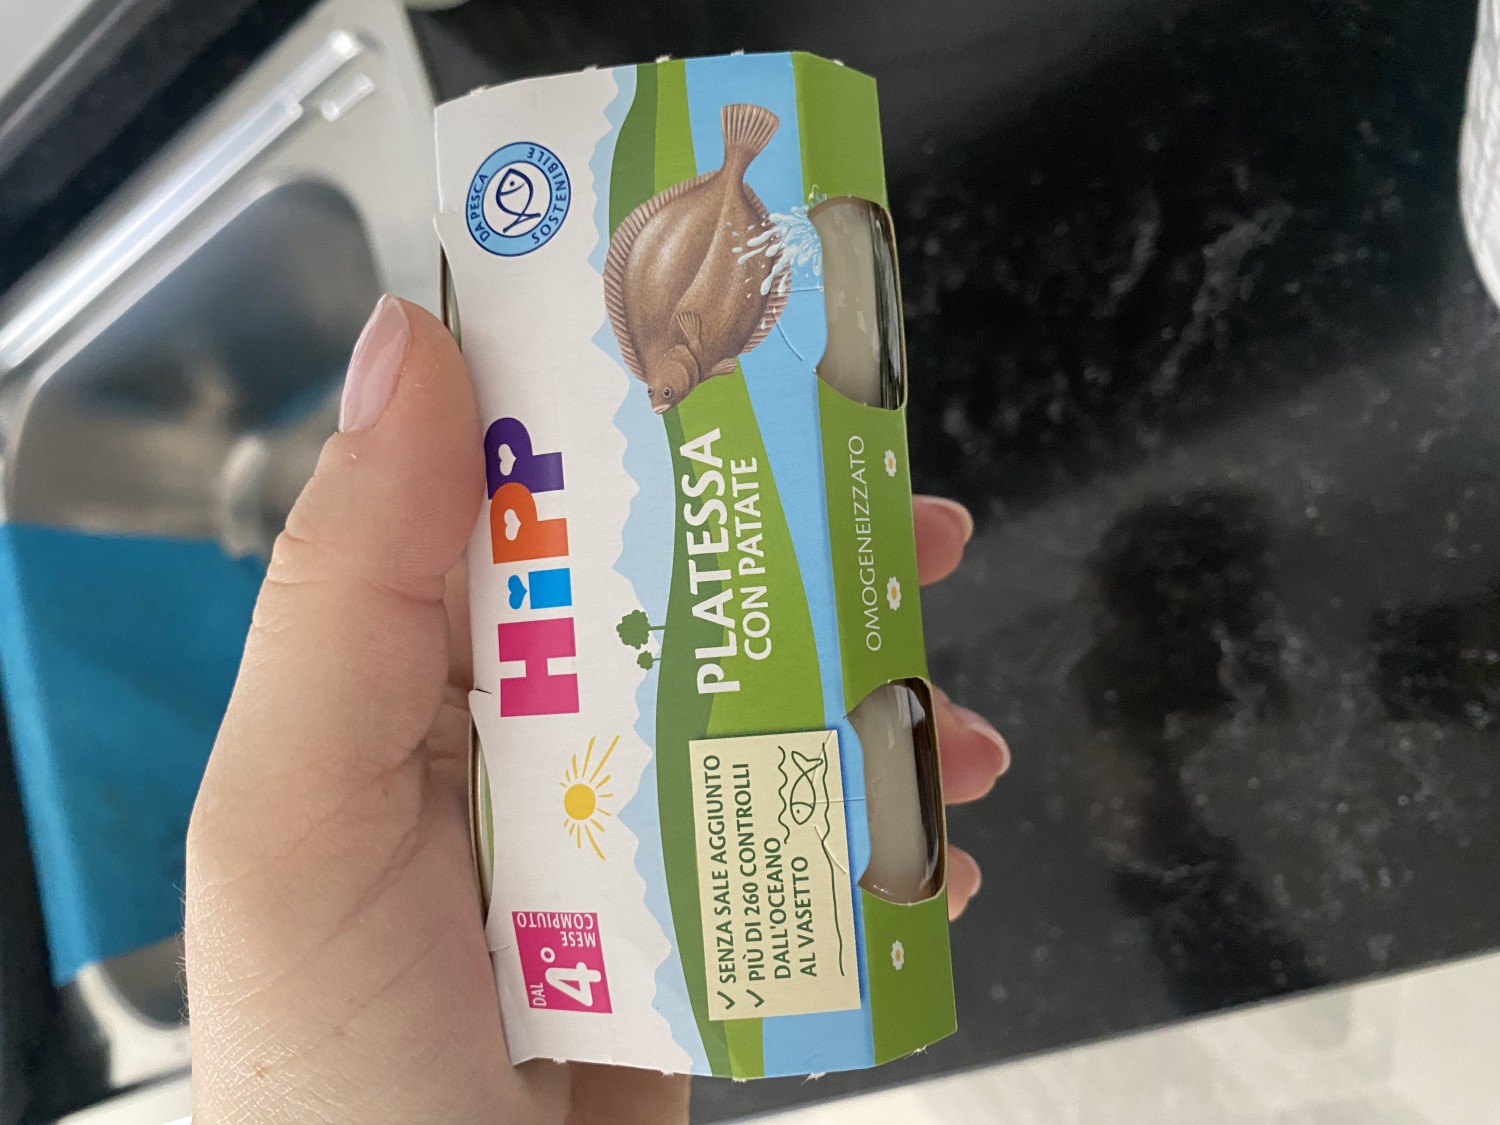 DA PESCA
SOSTENIBILE
HiPP
PLATESSA
CON PATATE
OMOGENEIZZATO
DAL
4°
MESE
COMPIUTO
✓ SENZA SALE AGGIUNTO
✓ PIÙ DI 260 CONTROLLI
DALL'OCEANO
AL VASETTO